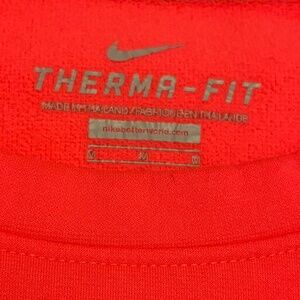 THERMA-FIT
MADE IN THAILAND/FABRIQUE EN THAILANDE
nikebetterworld.com
M M M